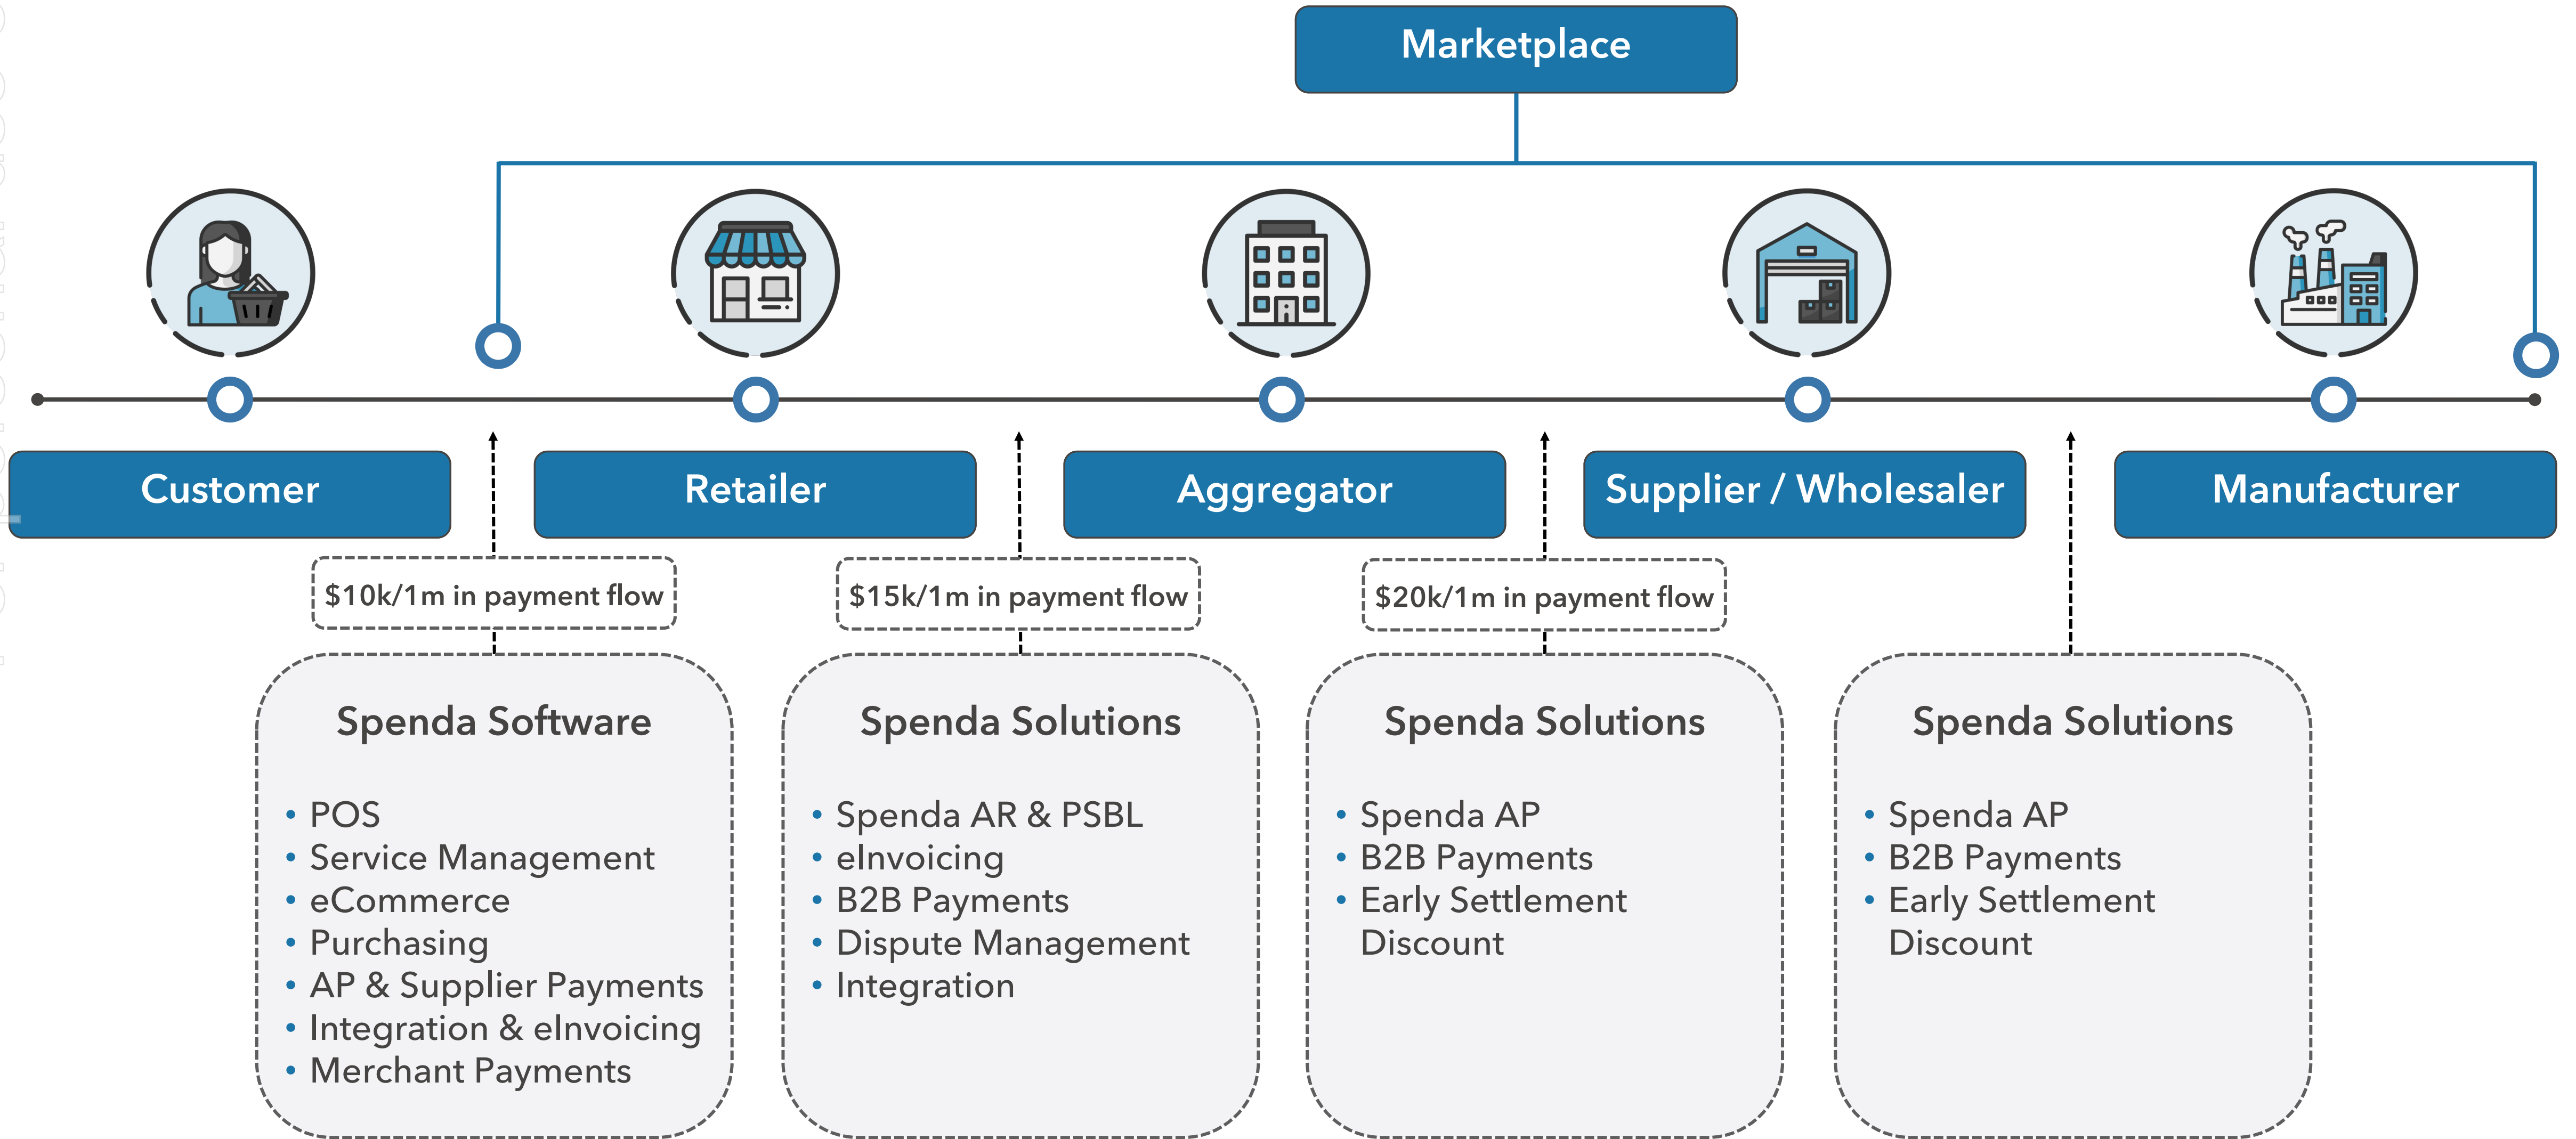 Marketplace
Customer
Retailer
Aggregator
Supplier / Wholesaler
Manufacturer
$10k/1m in payment flow
$15k/1m in payment flow
$20k/1m in payment flow
Spenda Software
• POS
• Service Management
• eCommerce
• Purchasing
• AP & Supplier Payments
• Integration & eInvoicing
• Merchant Payments
Spenda Solutions
• Spenda AR & PSBL
• eInvoicing
• B2B Payments
• Dispute Management
• Integration
Spenda Solutions
• Spenda AP
• B2B Payments
• Early Settlement
Discount
Spenda Solutions
• Spenda AP
• B2B Payments
• Early Settlement
Discount